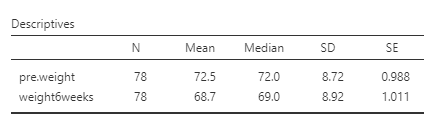 Descriptives
N Mean Median SD SE
pre.weight 78 72.5 72.0 8.72 0.988
weight6weeks 78 68.7 69.0 8.92 1.011